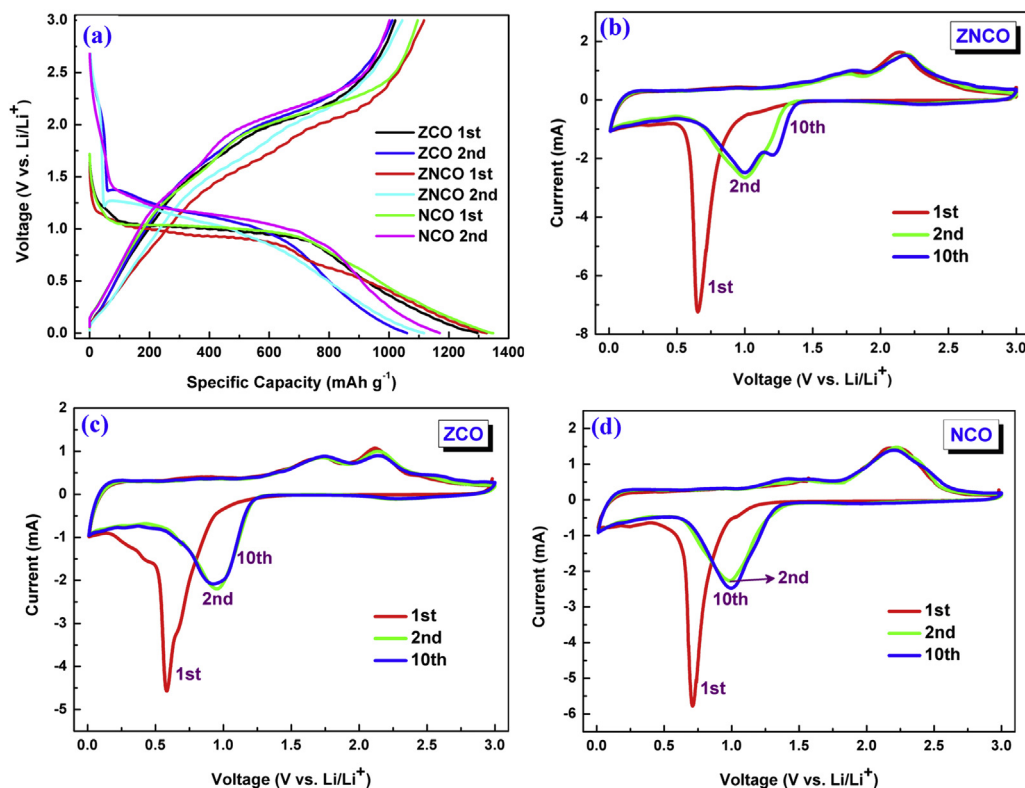 (a)
3.0
2.5
2.0
1.5
1.0
0.5
0.0
Voltage (V vs. Li/Li⁺)
ZCO 1st
ZCO 2nd
ZNCO 1st
ZNCO 2nd
NCO 1st
NCO 2nd
0 200 400 600 800 1000 1200 1400
Specific Capacity (mAh g⁻¹)
(b)
ZNCO
2
0
-2
-4
-6
-8
Currrent (mA)
10th
2nd
1st
1st
2nd
10th
0.0 0.5 1.0 1.5 2.0 2.5 3.0
Voltage (V vs. Li/Li⁺)
(c)
ZCO
2
1
0
-1
-2
-3
-4
-5
Current (mA)
10th
2nd
1st
1st
2nd
10th
0.0 0.5 1.0 1.5 2.0 2.5 3.0
Voltage (V vs. Li/Li⁺)
(d)
NCO
2
1
0
-1
-2
-3
-4
-5
-6
Current (mA)
2nd
10th
1st
1st
2nd
10th
0.0 0.5 1.0 1.5 2.0 2.5 3.0
Voltage (V vs. Li/Li⁺)